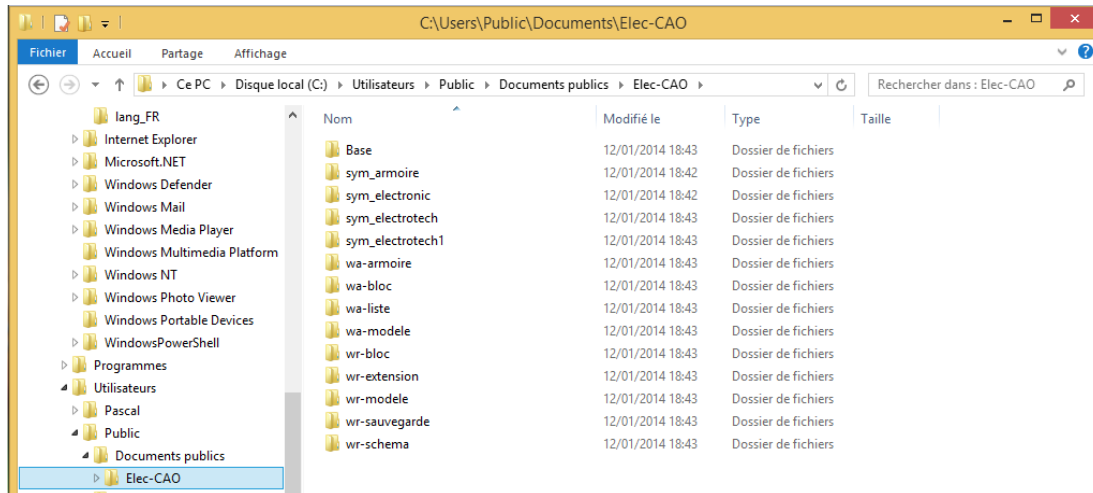 C:\Users\Public\Documents\Elec-CAO
Fichier Accueil Partage Affichage
Ce PC Disque local (C:) Utilisateurs Public Documents publics Elec-CAO Rechercher dans : Elec-CAO
Nom Modifié le Type Taille
lang_FR
Internet Explorer
Microsoft.NET
Windows Defender
Windows Mail
Windows Media Player
Windows Multimedia Platform
Windows NT
Windows Photo Viewer
Windows Portable Devices
WindowsPowerShell
Programmes
Utilisateurs
Pascal
Public
Documents publics
Elec-CAO
Base 12/01/2014 18:43 Dossier de fichiers
sym_armoire 12/01/2014 18:42 Dossier de fichiers
sym_electronic 12/01/2014 18:42 Dossier de fichiers
sym_electrotech 12/01/2014 18:43 Dossier de fichiers
sym_electrotech1 12/01/2014 18:43 Dossier de fichiers
wa-armoire 12/01/2014 18:43 Dossier de fichiers
wa-bloc 12/01/2014 18:43 Dossier de fichiers
wa-liste 12/01/2014 18:43 Dossier de fichiers
wa-modele 12/01/2014 18:43 Dossier de fichiers
wr-bloc 12/01/2014 18:43 Dossier de fichiers
wr-extension 12/01/2014 18:43 Dossier de fichiers
wr-modele 12/01/2014 18:43 Dossier de fichiers
wr-sauvegarde 12/01/2014 18:43 Dossier de fichiers
wr-schema 12/01/2014 18:43 Dossier de fichiers